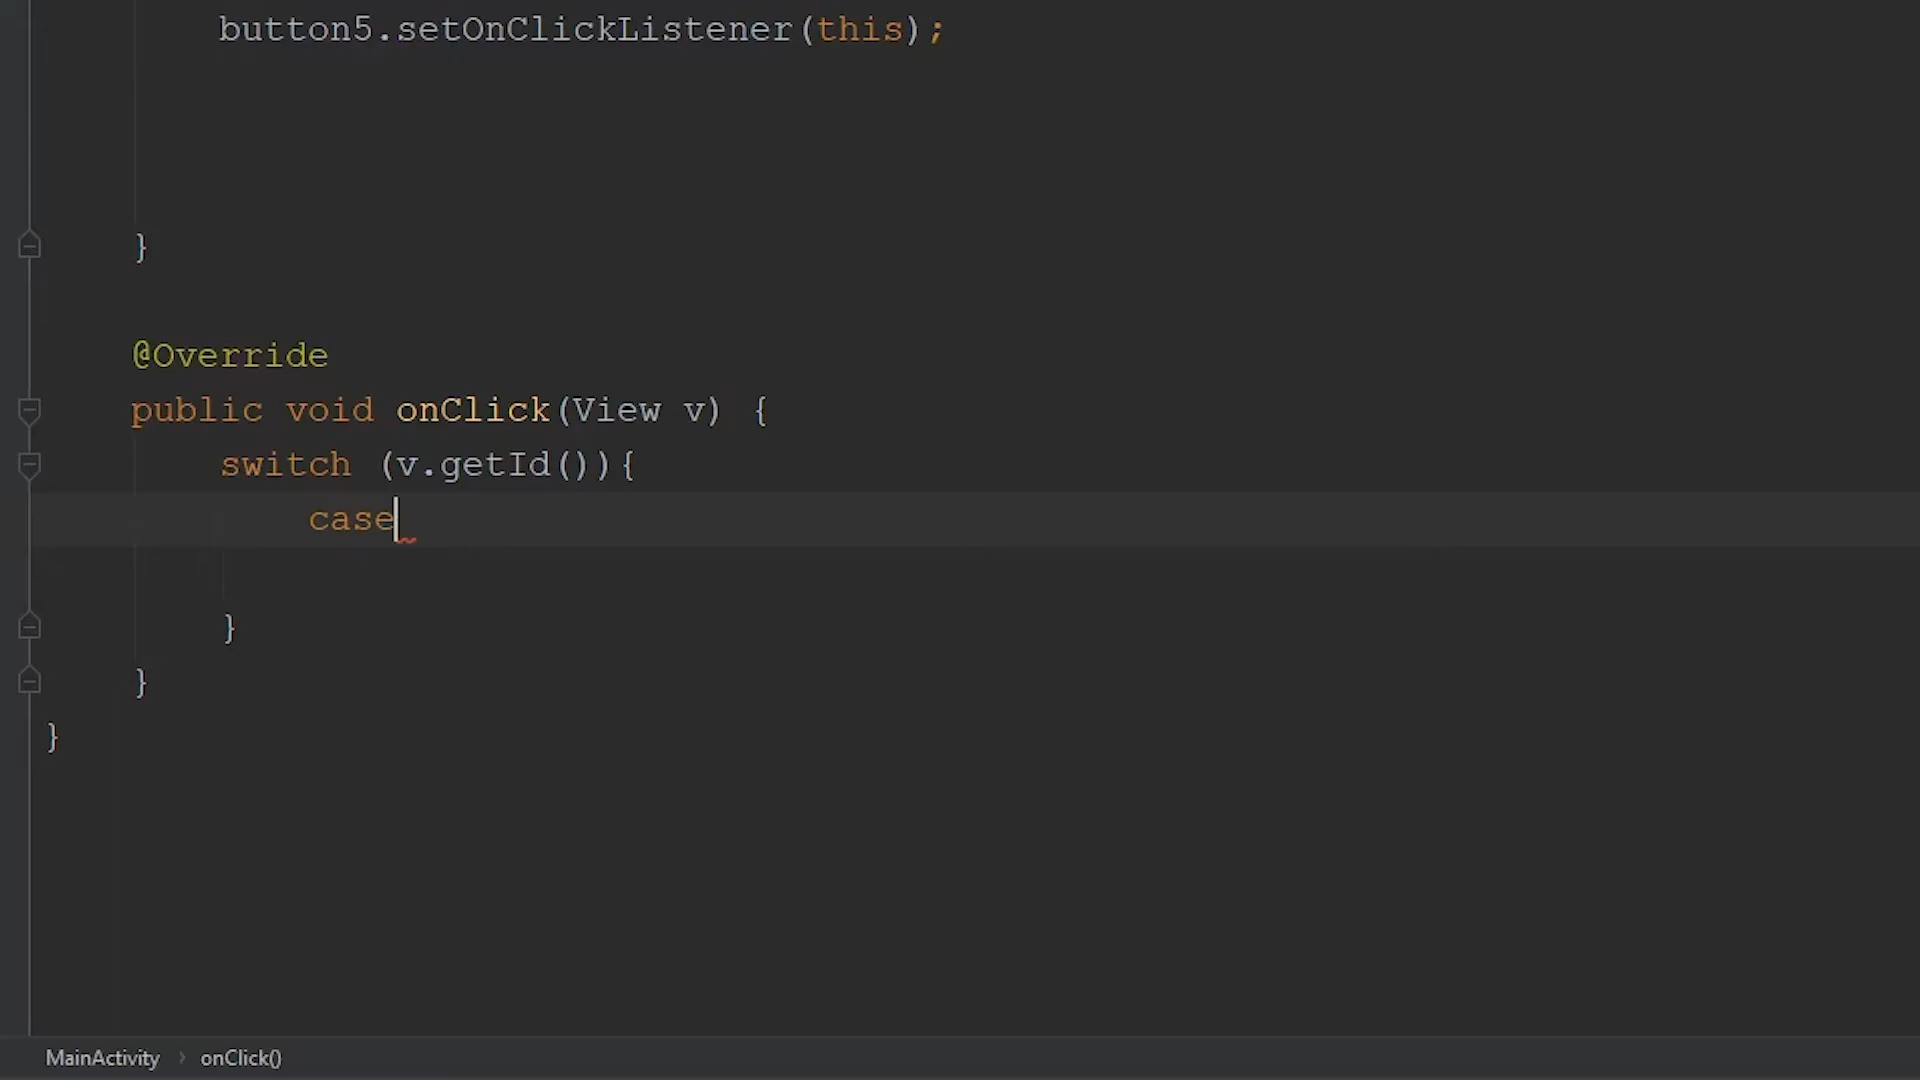 button5.setOnClickListener(this);
}
@Override
public void onClick(View v) {
switch (v.getId()){
case
}
}
}
MainActivity › onClick()